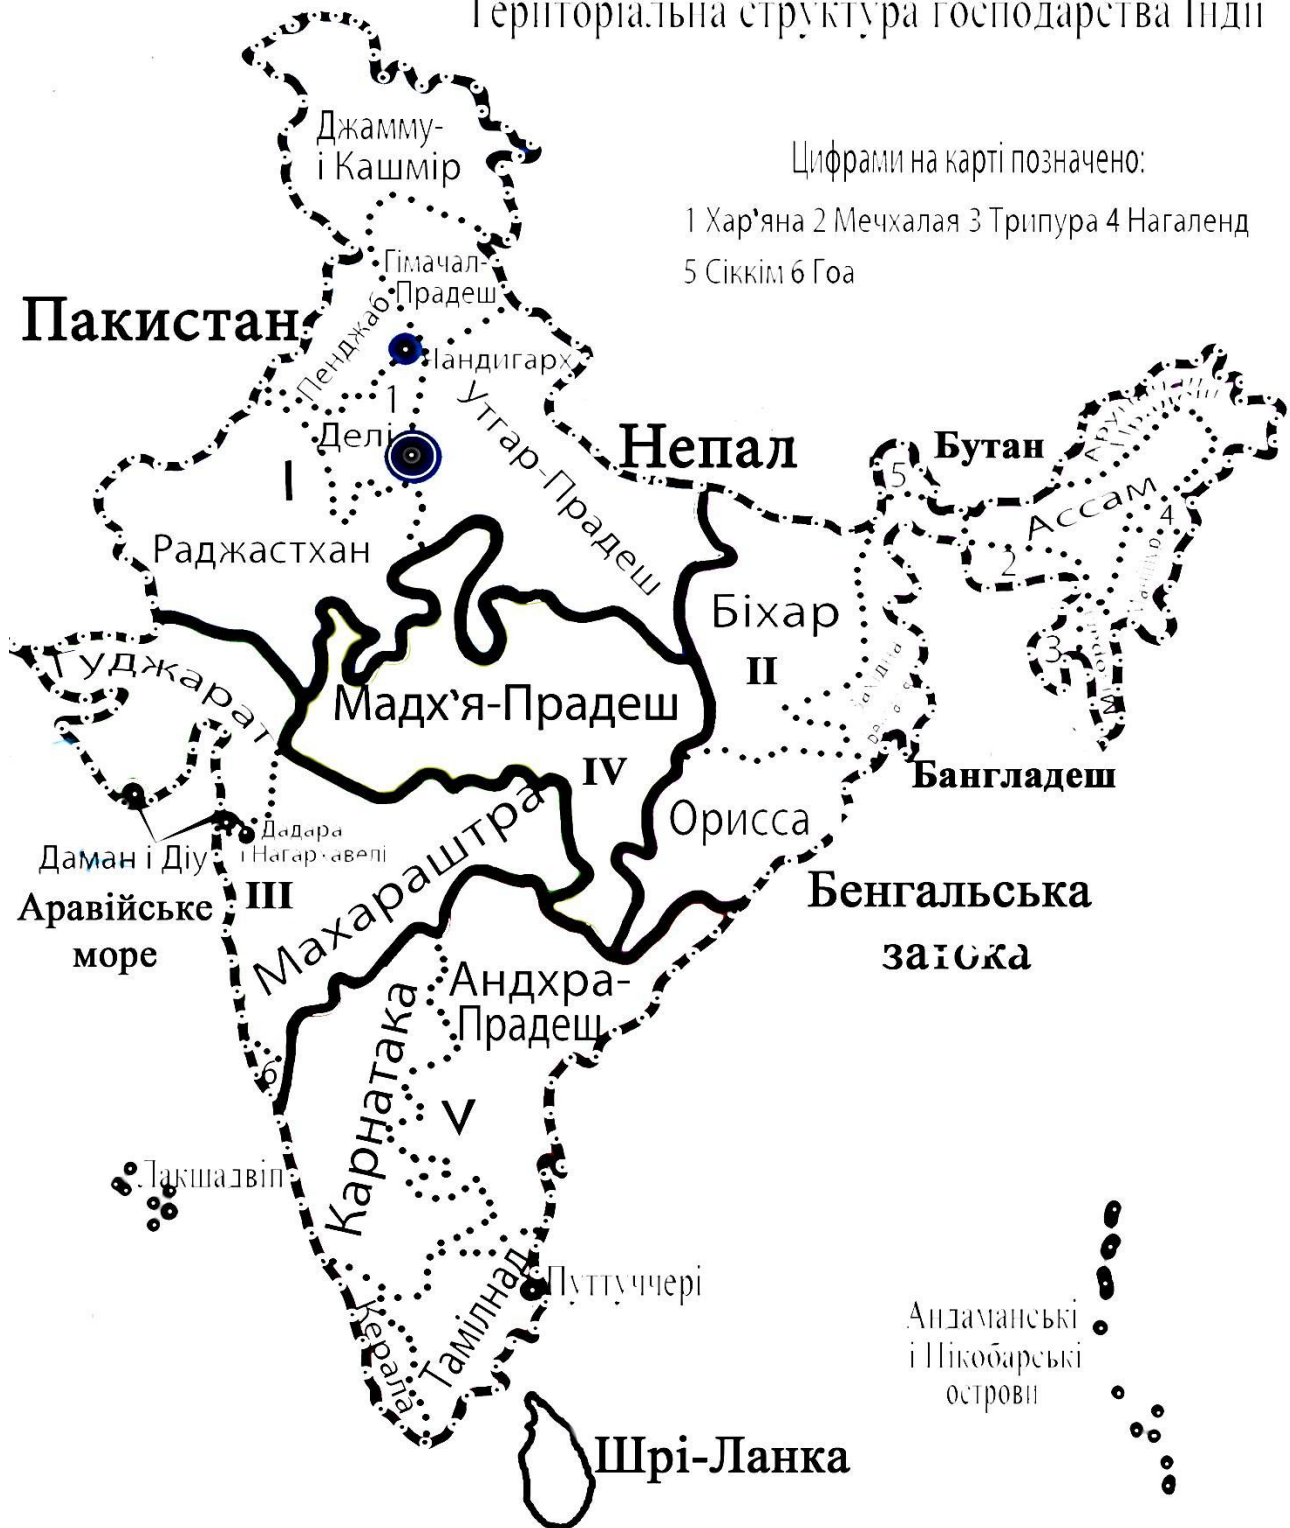 Територіальна структура господарства Індії
Джамму-
і Кашмір
Цифрами на карті позначено:
1 Хар'яна 2 Мечхалая 3 Трипура 4 Нагаленд
5 Сіккім 6 Гоа
Гімачал-
Прадеш
Пакистан
Пенджаб
Чандигарх
1
Делі
Утгар-Прадеш
Непал
Бутан
5
Ассам
4
I
Раджастхан
2
Біхар
II
3
Гуджарат
Мадх'я-Прадеш
IV
Бангладеш
Орисса
Махараштра
Дадара
Даман і Діу
III
Аравійське
море
Бенгальська
затока
Андхра-
Прадеш
Карнатака
6
V
Лакшадвіп
Путтуччері
Тамілнад
Керала
Андаманські
і Нікобарські
острови
Шрі-Ланка